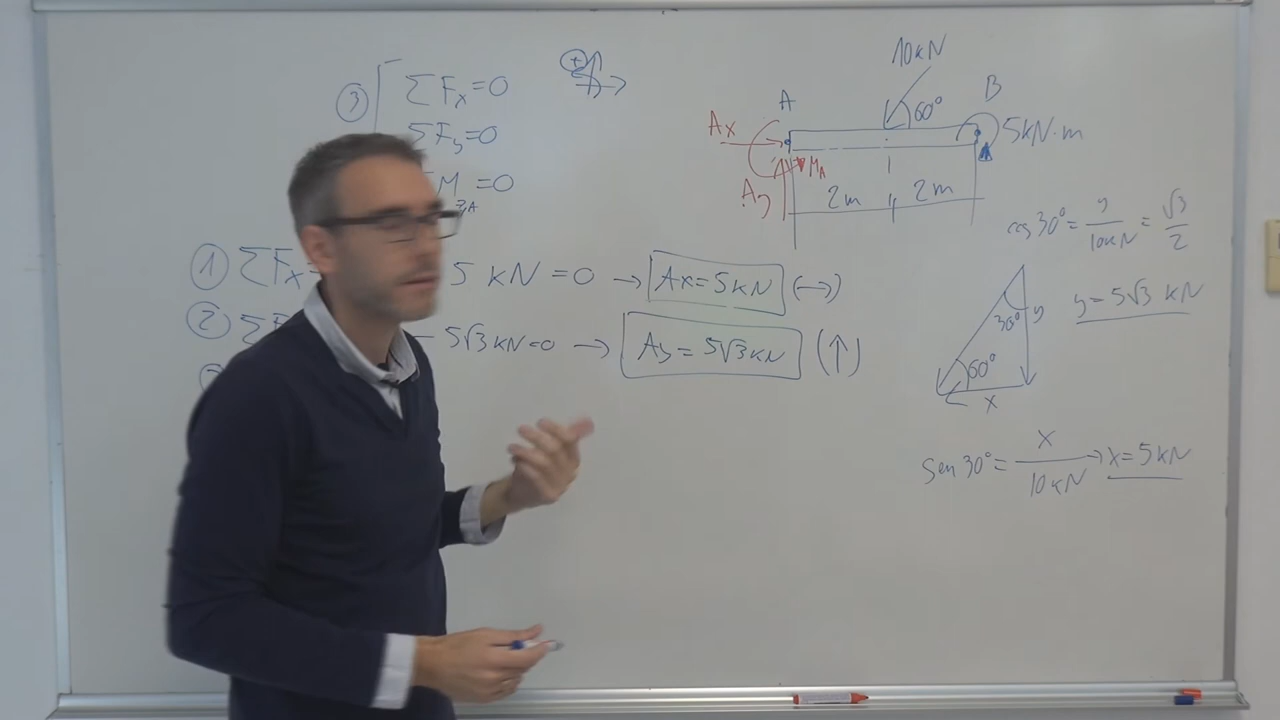 ③ ΣFx=0
ΣFy=0
M =0
z,A
① ΣFx= 5 kN =0 → Ax=5kN (→)
② ΣF - 5√3 kN=0 → Ay=5√3 kN (↑)
10kN
A
60°
B
Ax
5kN·m
MA
Ay
2m
2m
cos 30°= y/10kN = √3/2
30°
y
y=5√3 kN
60°
x
sen 30°= x/10kN → x=5kN